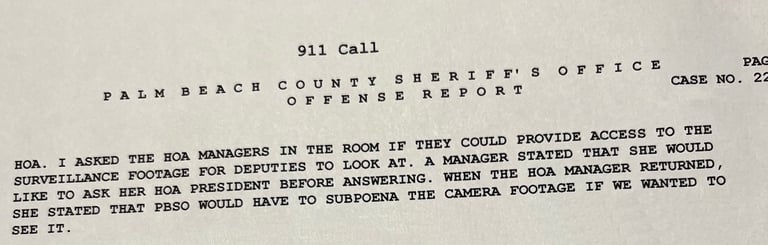 911 Call
PALM BEACH COUNTY SHERIFF'S OFFICE PAG
OFFENSE REPORT CASE NO. 22
HOA. I ASKED THE HOA MANAGERS IN THE ROOM IF THEY COULD PROVIDE ACCESS TO THE
SURVEILLANCE FOOTAGE FOR DEPUTIES TO LOOK AT. A MANAGER STATED THAT SHE WOULD
LIKE TO ASK HER HOA PRESIDENT BEFORE ANSWERING. WHEN THE HOA MANAGER RETURNED,
SHE STATED THAT PBSO WOULD HAVE TO SUBPOENA THE CAMERA FOOTAGE IF WE WANTED TO
SEE IT.